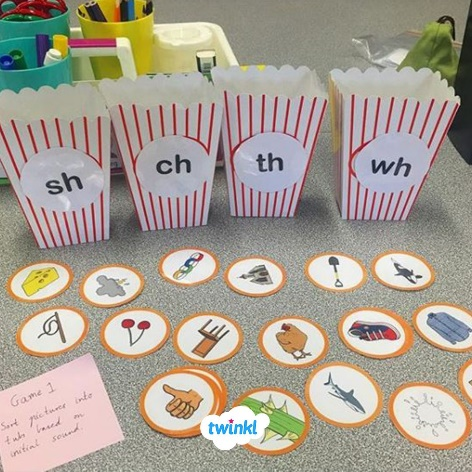 sh
ch
th
wh
Game 1
Sort pictures into
tubs based on
initial sound.
twinkl